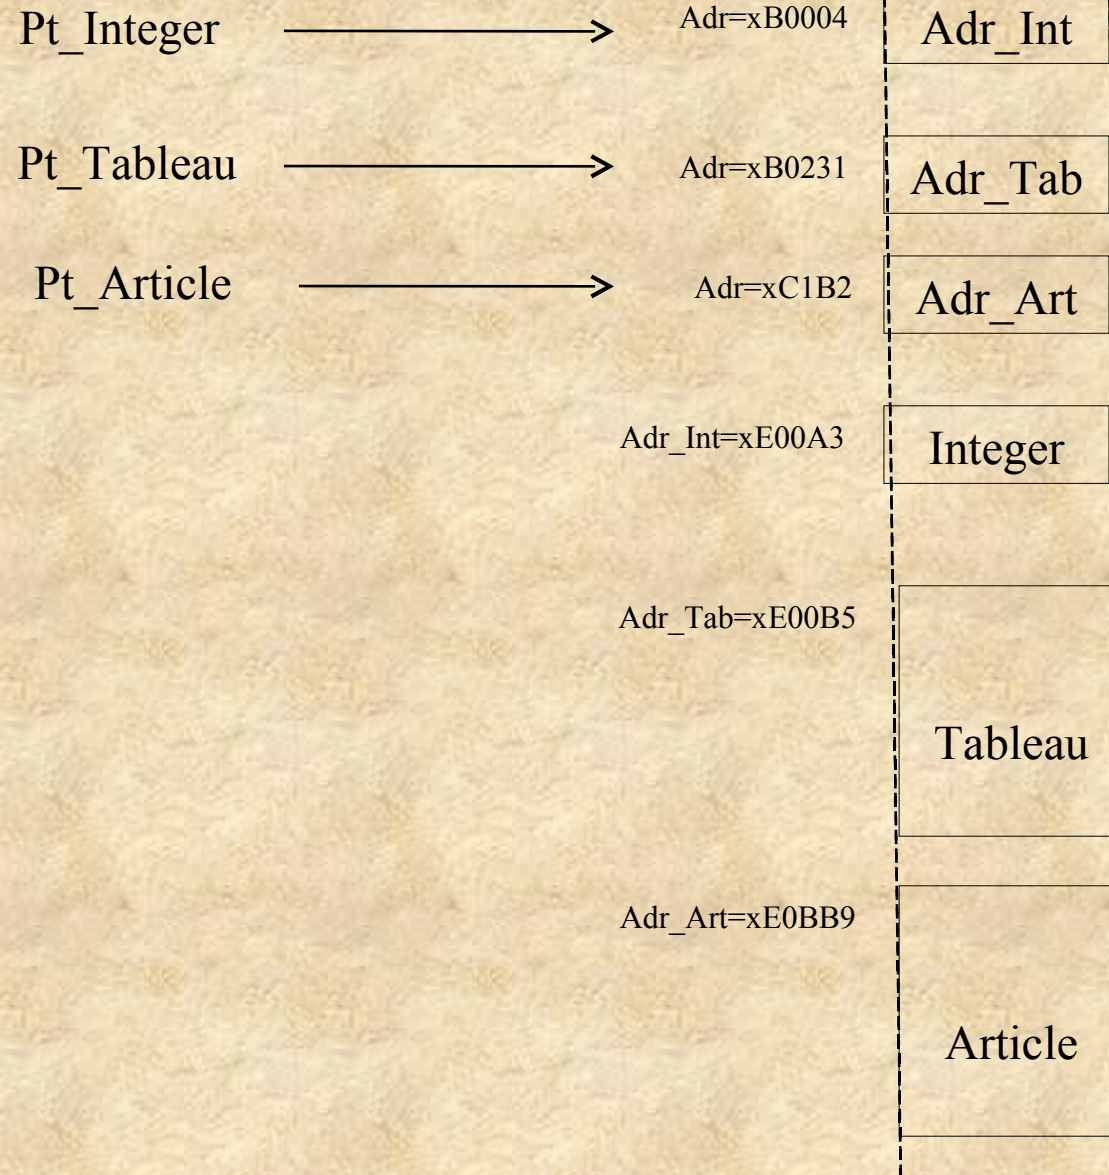 Pt_Integer Adr=xB0004 Adr_Int
Pt_Tableau Adr=xB0231 Adr_Tab
Pt_Article Adr=xC1B2 Adr_Art
Adr_Int=xE00A3 Integer
Adr_Tab=xE00B5
Tableau
Adr_Art=xE0BB9
Article